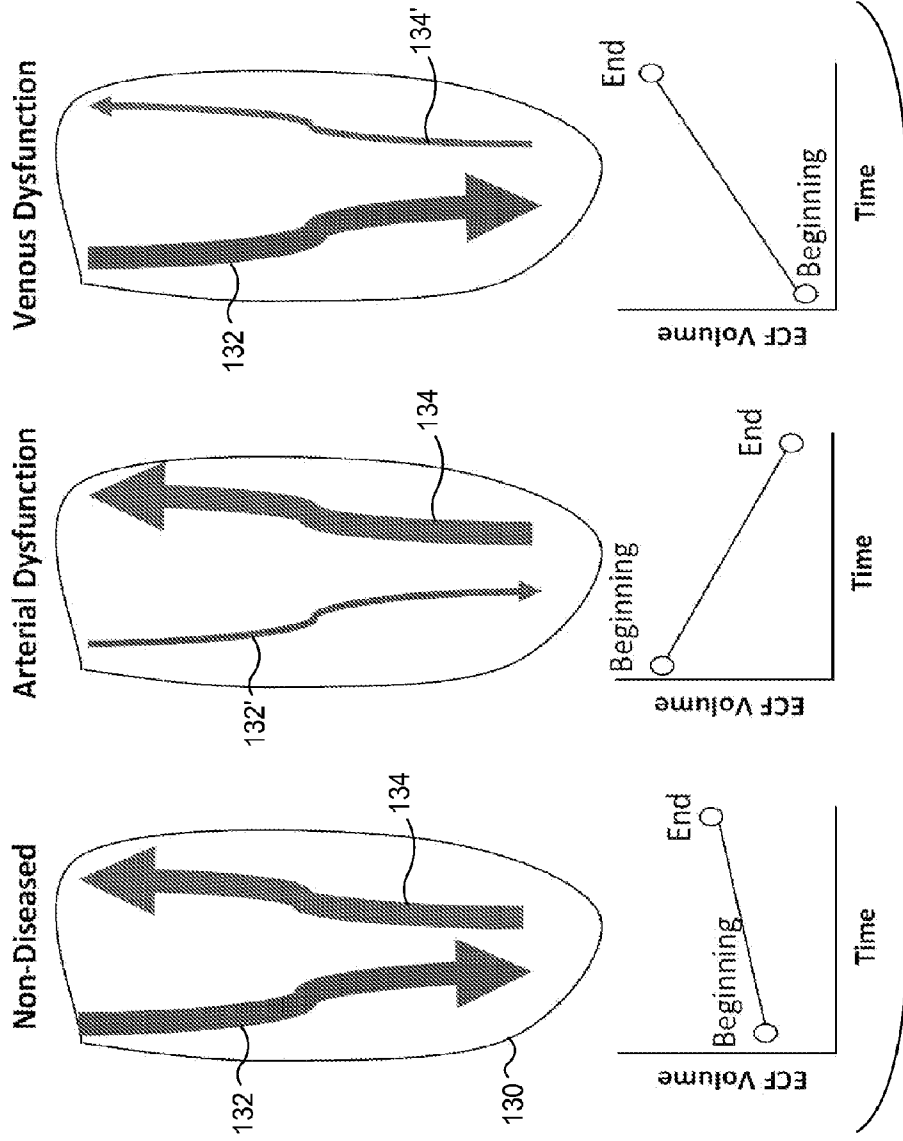 Non-Diseased
132
134
130
ECF Volume
Beginning
End
Time
Arterial Dysfunction
132'
134
ECF Volume
Beginning
End
Time
Venous Dysfunction
132
134'
ECF Volume
Beginning
End
Time